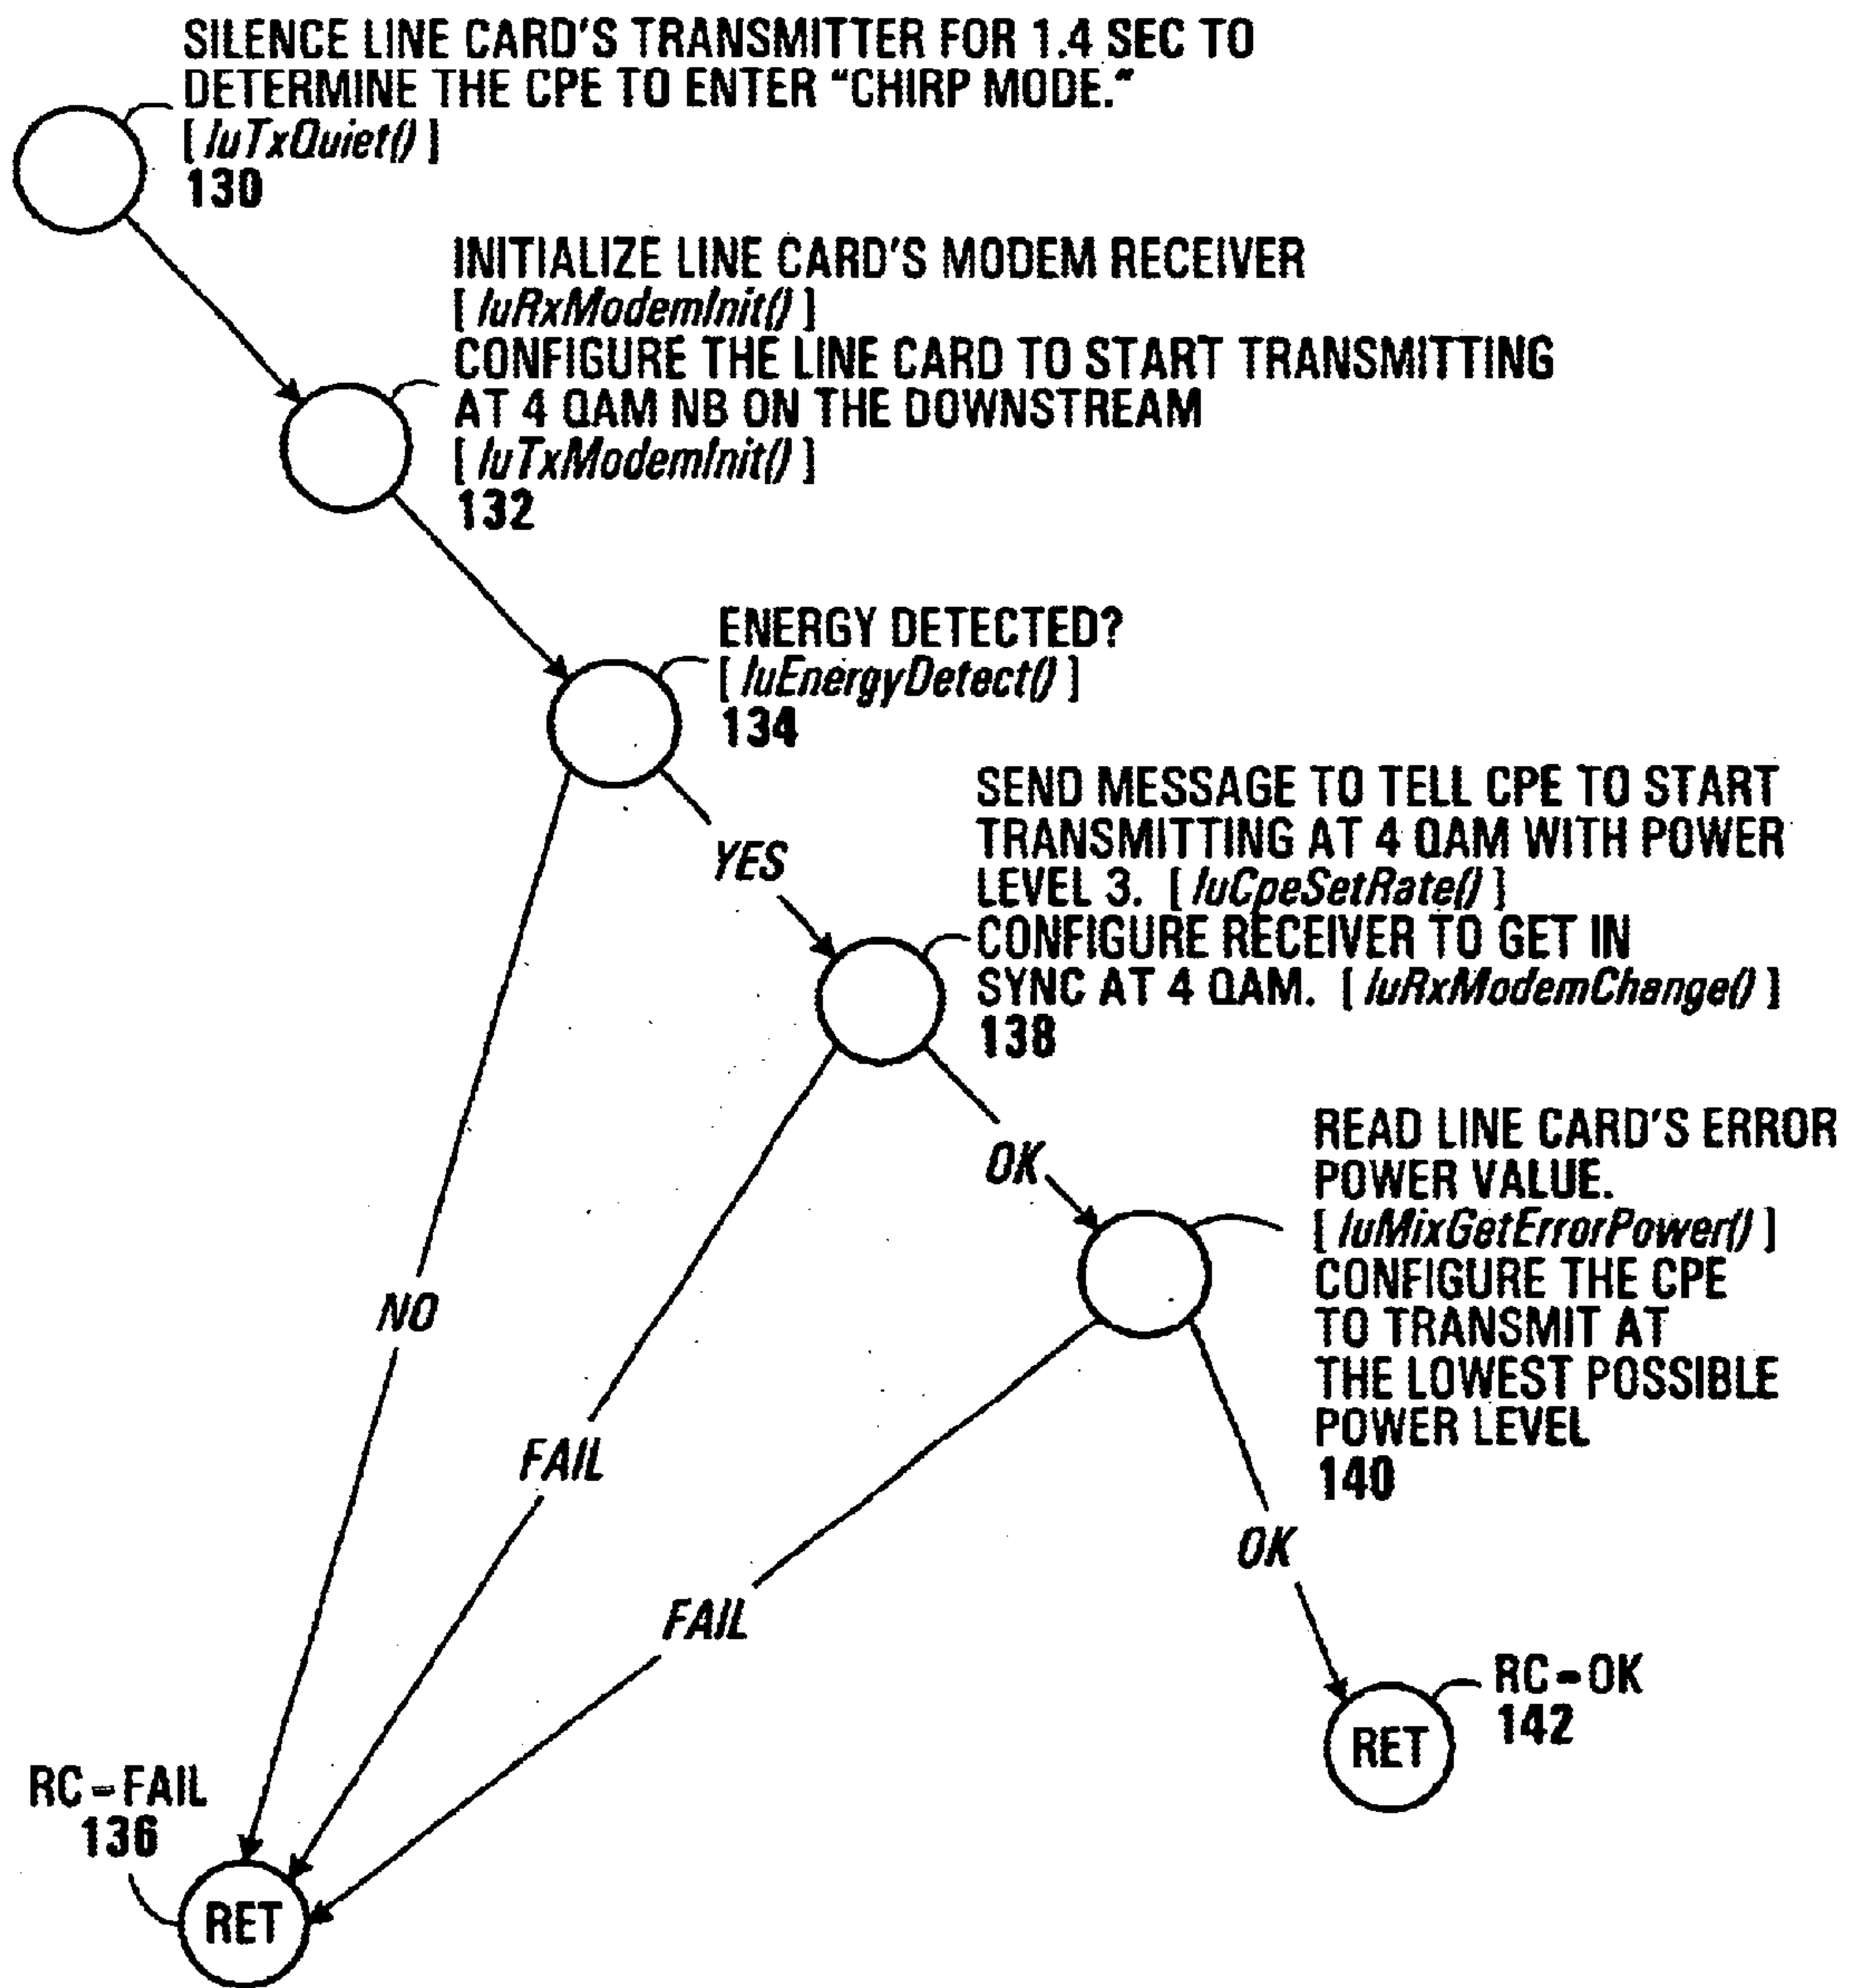 SILENCE LINE CARD'S TRANSMITTER FOR 1.4 SEC TO
DETERMINE THE CPE TO ENTER "CHIRP MODE."
[ luTxQuiet() ]
130
INITIALIZE LINE CARD'S MODEM RECEIVER
[ luRxModemInit() ]
CONFIGURE THE LINE CARD TO START TRANSMITTING
AT 4 QAM NB ON THE DOWNSTREAM
[ luTxModemInit() ]
132
ENERGY DETECTED?
[ luEnergyDetect() ]
134
YES
SEND MESSAGE TO TELL CPE TO START
TRANSMITTING AT 4 QAM WITH POWER
LEVEL 3. [ luCpeSetRate() ]
CONFIGURE RECEIVER TO GET IN
SYNC AT 4 QAM. [ luRxModemChange() ]
138
OK
READ LINE CARD'S ERROR
POWER VALUE.
[ luMixGetErrorPower() ]
CONFIGURE THE CPE
TO TRANSMIT AT
THE LOWEST POSSIBLE
POWER LEVEL
140
NO
FAIL
FAIL
OK
RC-OK
142
RET
RC-FAIL
136
RET